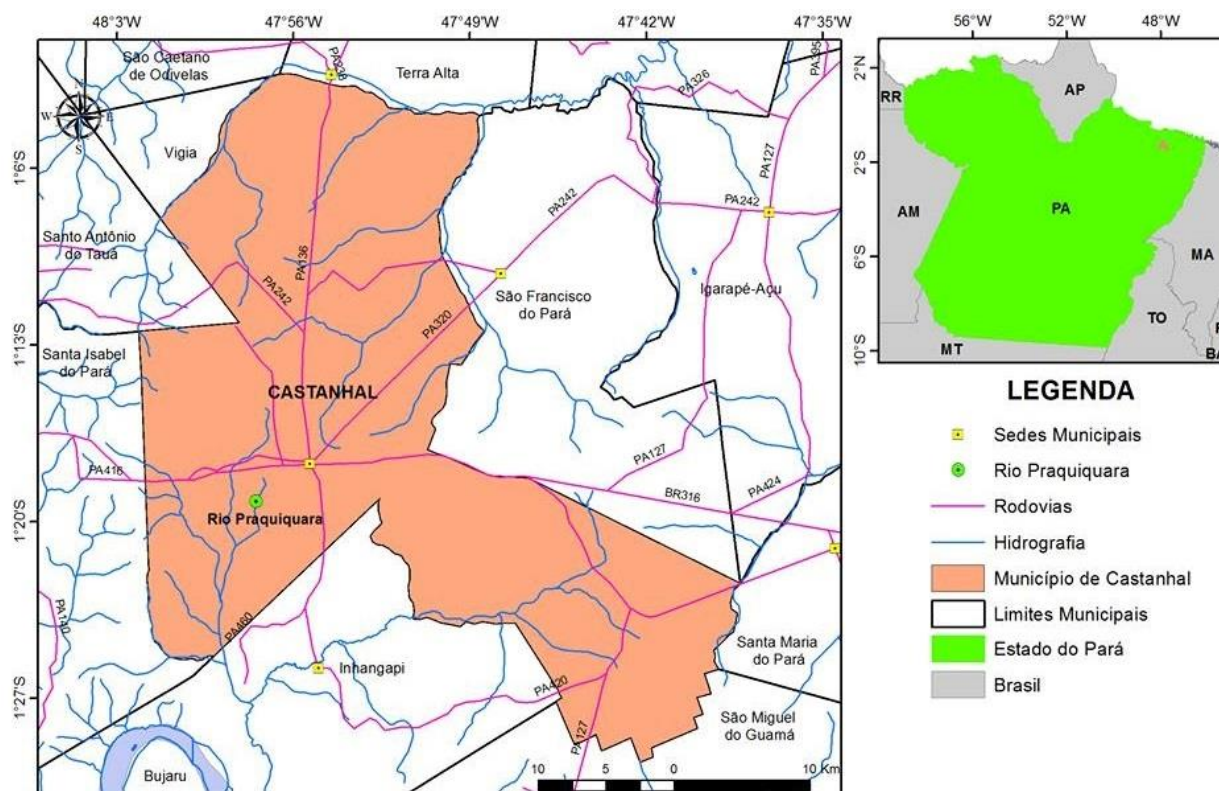 48°3'W
47°56'W
47°49'W
47°42'W
47°35'W
1°6'S
1°13'S
1°20'S
1°27'S
N
W
E
S
São Caetano
de Odivelas
Terra Alta
PA395
PA326
Vigia
PA127
PA242
PA242
Santo Antônio
do Tauá
PA136
PA242
São Francisco
do Pará
Igarapé-Açu
PA320
Santa Isabel
do Pará
CASTANHAL
PA127
PA416
BR316
PA424
Rio Praquiquara
PA140
PA460
Inhangapi
Santa Maria
do Pará
PA420
PA127
São Miguel
do Guamá
Bujaru
10
5
0
10 Km
56°W
52°W
48°W
2°N
2°S
6°S
10°S
RR
AP
AM
PA
MA
TO
MT
LEGENDA
Sedes Municipais
Rio Praquiquara
Rodovias
Hidrografia
Município de Castanhal
Limites Municipais
Estado do Pará
Brasil